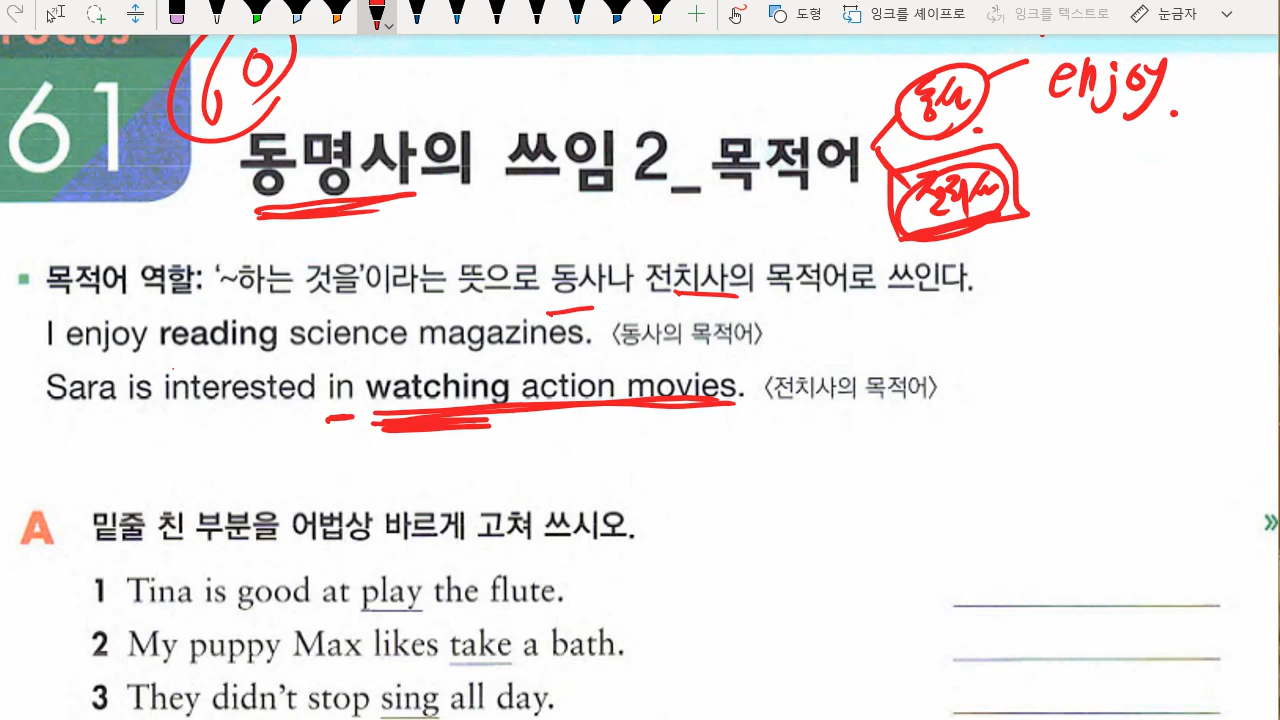 도형 잉크를 셰이프로 잉크를 텍스트로 눈금자
FOCUS
61
동명사의 쓰임 2_목적어
동사
enjoy.
전치사
목적어 역할: '~하는 것을'이라는 뜻으로 동사나 전치사의 목적어로 쓰인다.
I enjoy reading science magazines. 〈동사의 목적어〉
Sara is interested in watching action movies. 〈전치사의 목적어〉
A 밑줄 친 부분을 어법상 바르게 고쳐 쓰시오.
1 Tina is good at play the flute.
2 My puppy Max likes take a bath.
3 They didn't stop sing all day.